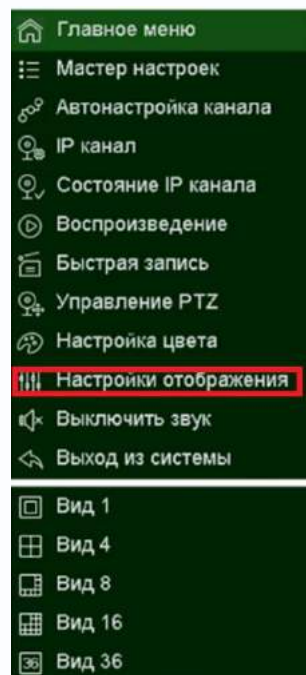 Главное меню
Мастер настроек
Автонастройка канала
IP канал
Состояние IP канала
Воспроизведение
Быстрая запись
Управление PTZ
Настройка цвета
Настройки отображения
Выключить звук
Выход из системы
Вид 1
Вид 4
Вид 8
Вид 16
36 Вид 36